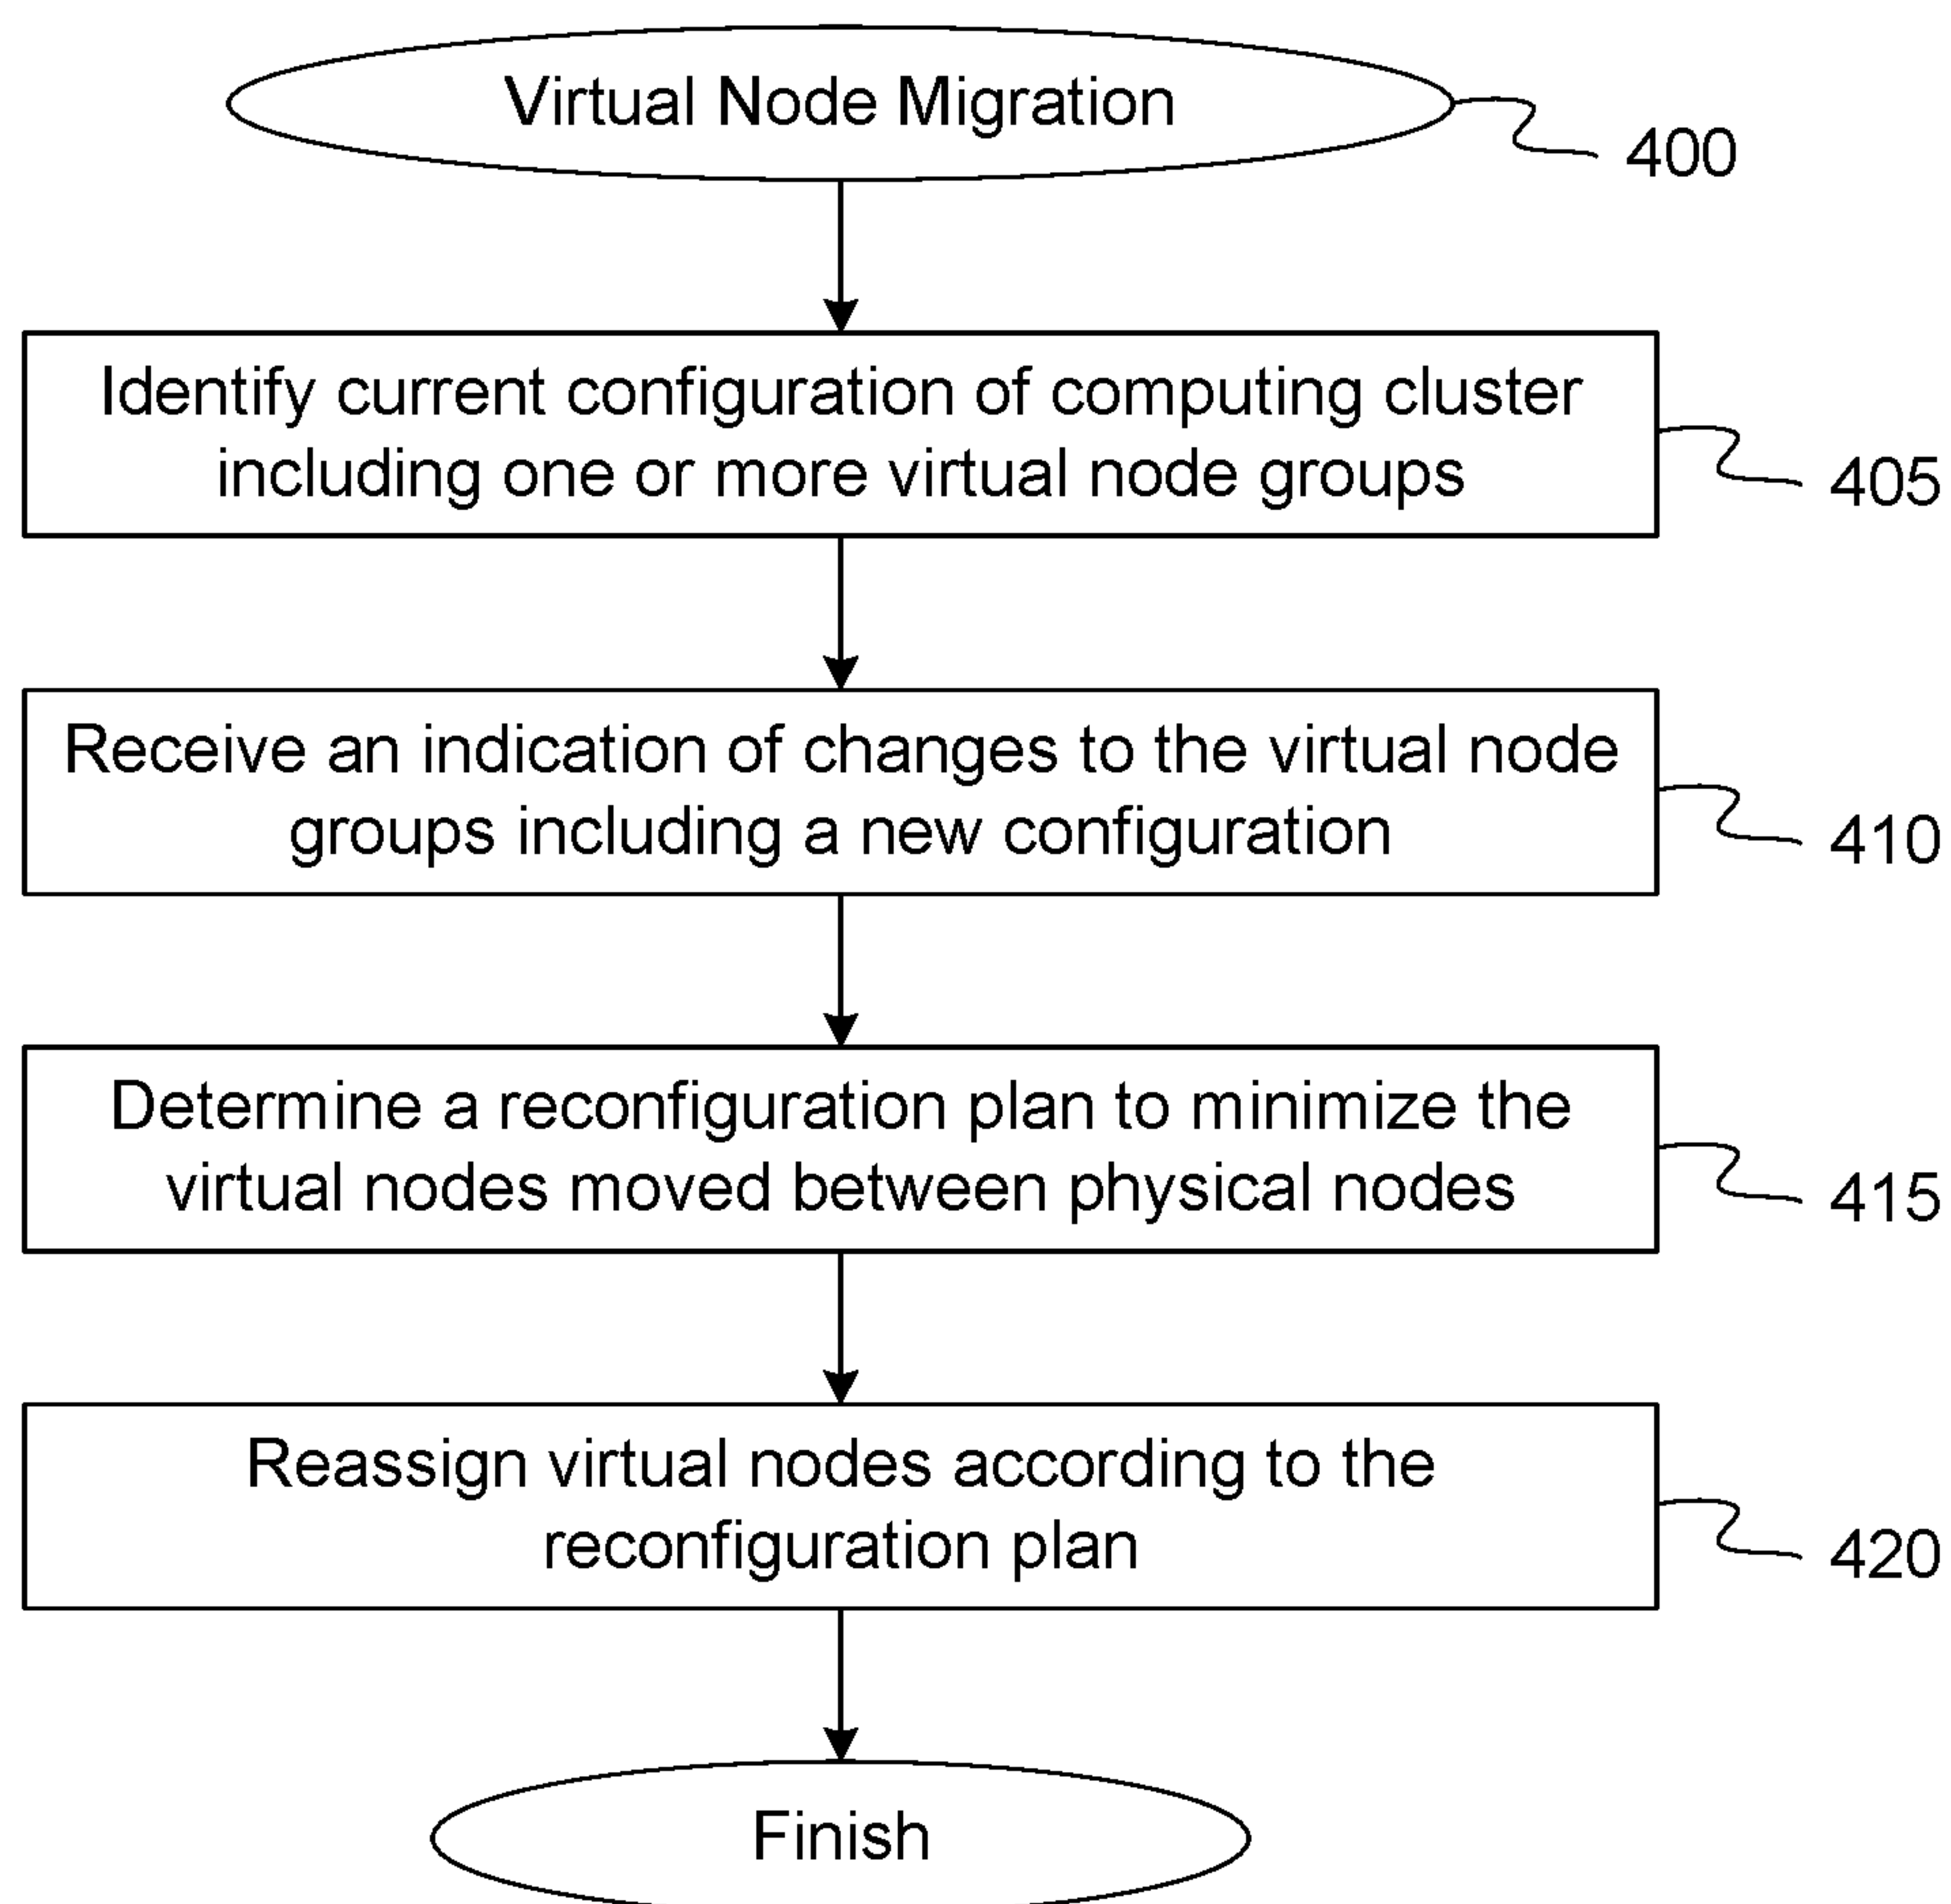 Virtual Node Migration
400
Identify current configuration of computing cluster
including one or more virtual node groups
405
Receive an indication of changes to the virtual node
groups including a new configuration
410
Determine a reconfiguration plan to minimize the
virtual nodes moved between physical nodes
415
Reassign virtual nodes according to the
reconfiguration plan
420
Finish